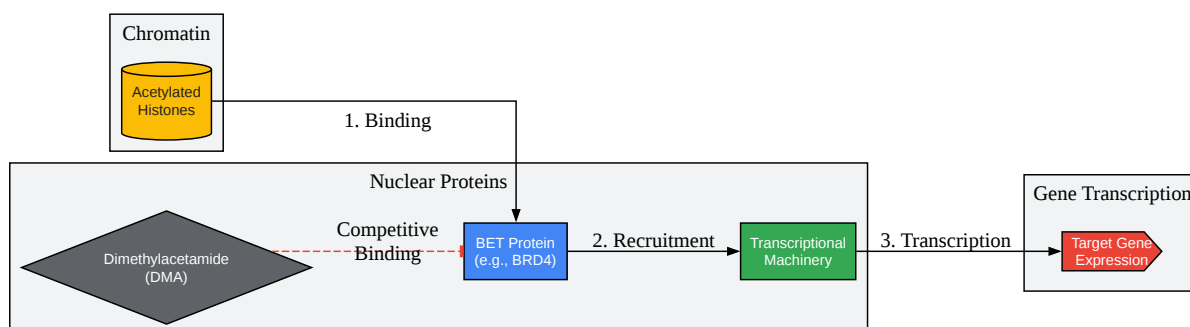 Chromatin
Acetylated
Histones
1. Binding
Nuclear Proteins
Competitive
Binding
Dimethylacetamide
(DMA)
BET Protein
(e.g., BRD4)
2. Recruitment
Transcriptional
Machinery
3. Transcription
Gene Transcription
Target Gene
Expression